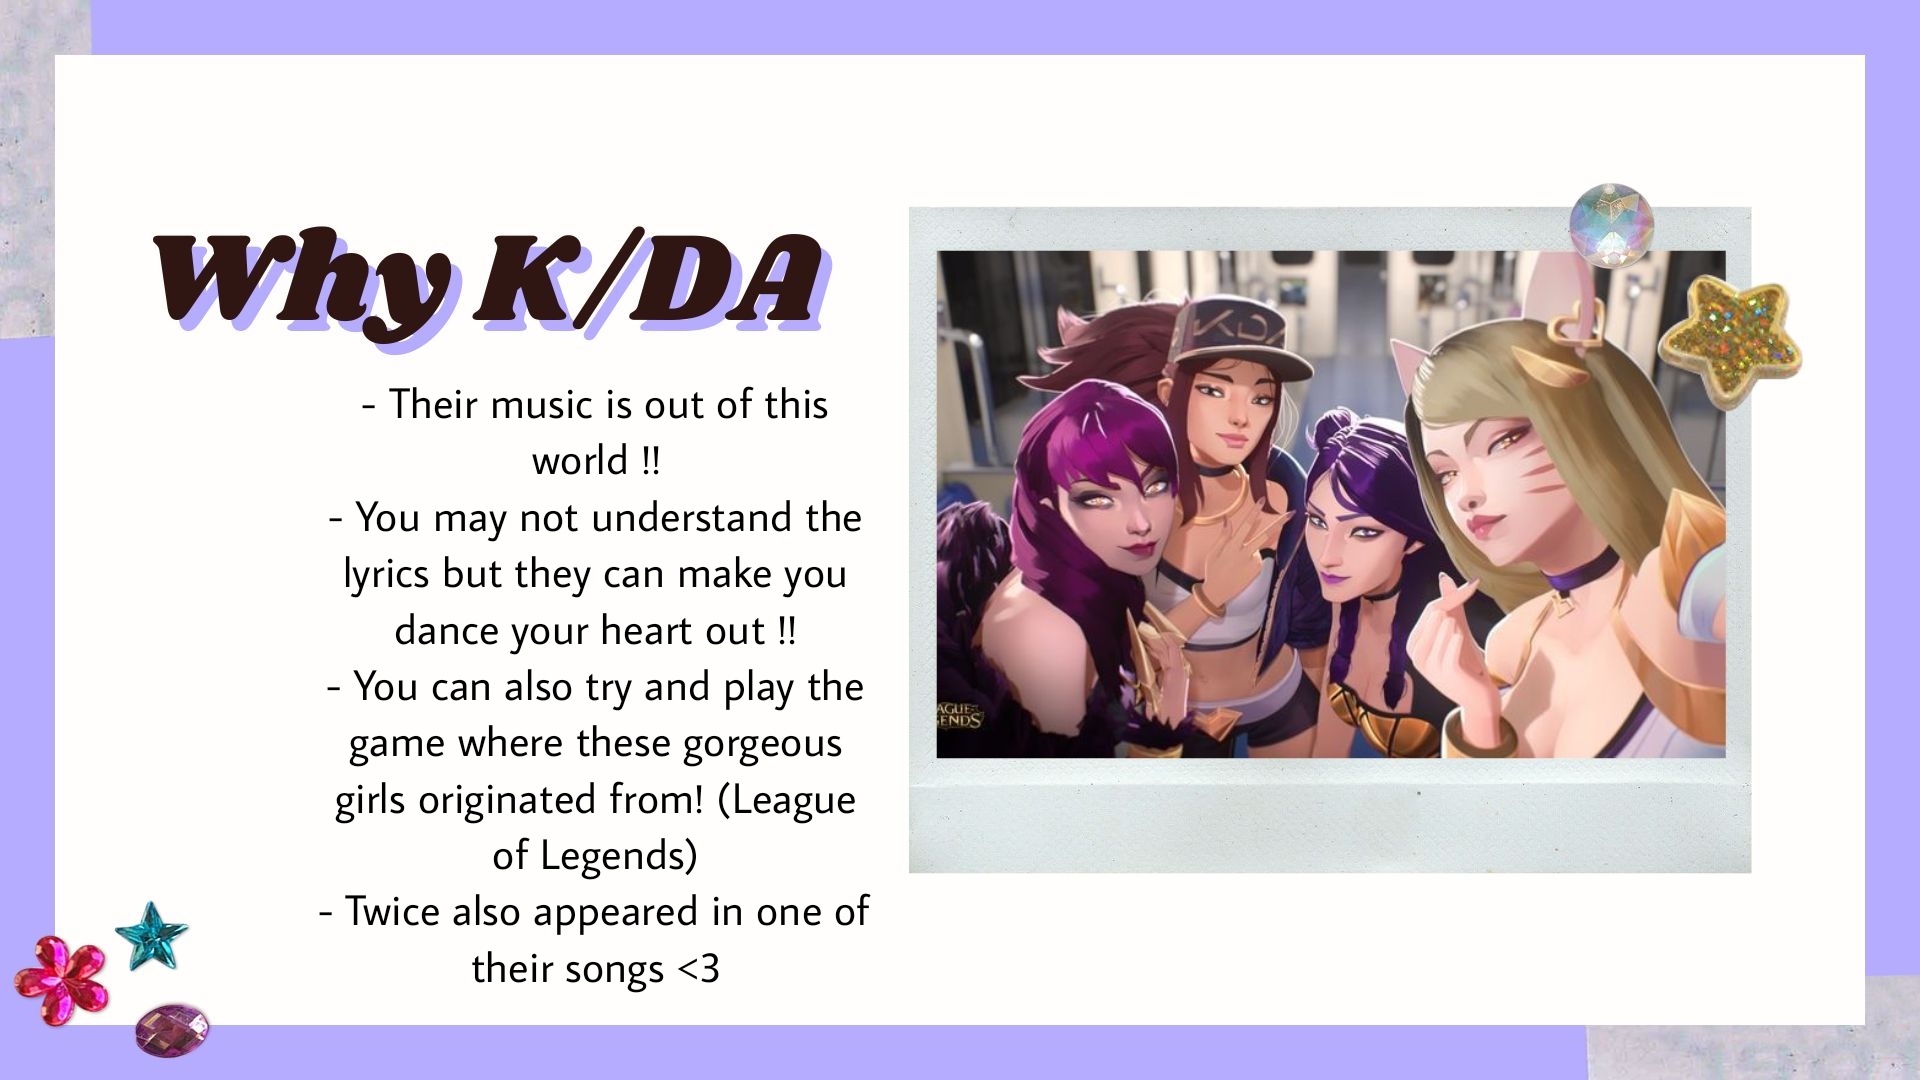 Why K/DA
- Their music is out of this
world !!
- You may not understand the
lyrics but they can make you
dance your heart out !!
- You can also try and play the
game where these gorgeous
girls originated from! (League
of Legends)
- Twice also appeared in one of
their songs <3
KDA
AGUE
ENDS